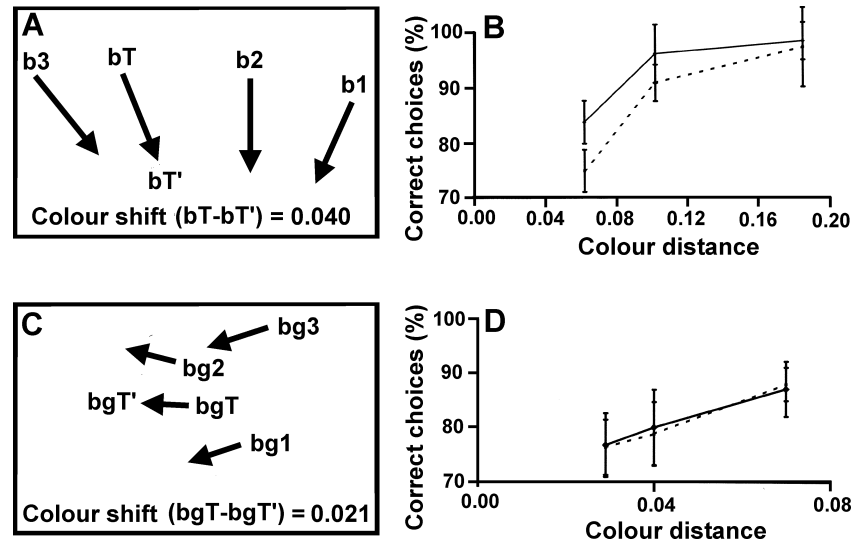 A
b3
bT
b2
b1
bT'
Colour shift (bT-bT') = 0.040
B
Correct choices (%)
100
90
80
70
0.00 0.04 0.08 0.12 0.16 0.20
Colour distance
C
bg3
bg2
bgT' bgT
bg1
Colour shift (bgT-bgT') = 0.021
D
Correct choices (%)
100
90
80
70
0.00 0.04 0.08
Colour distance